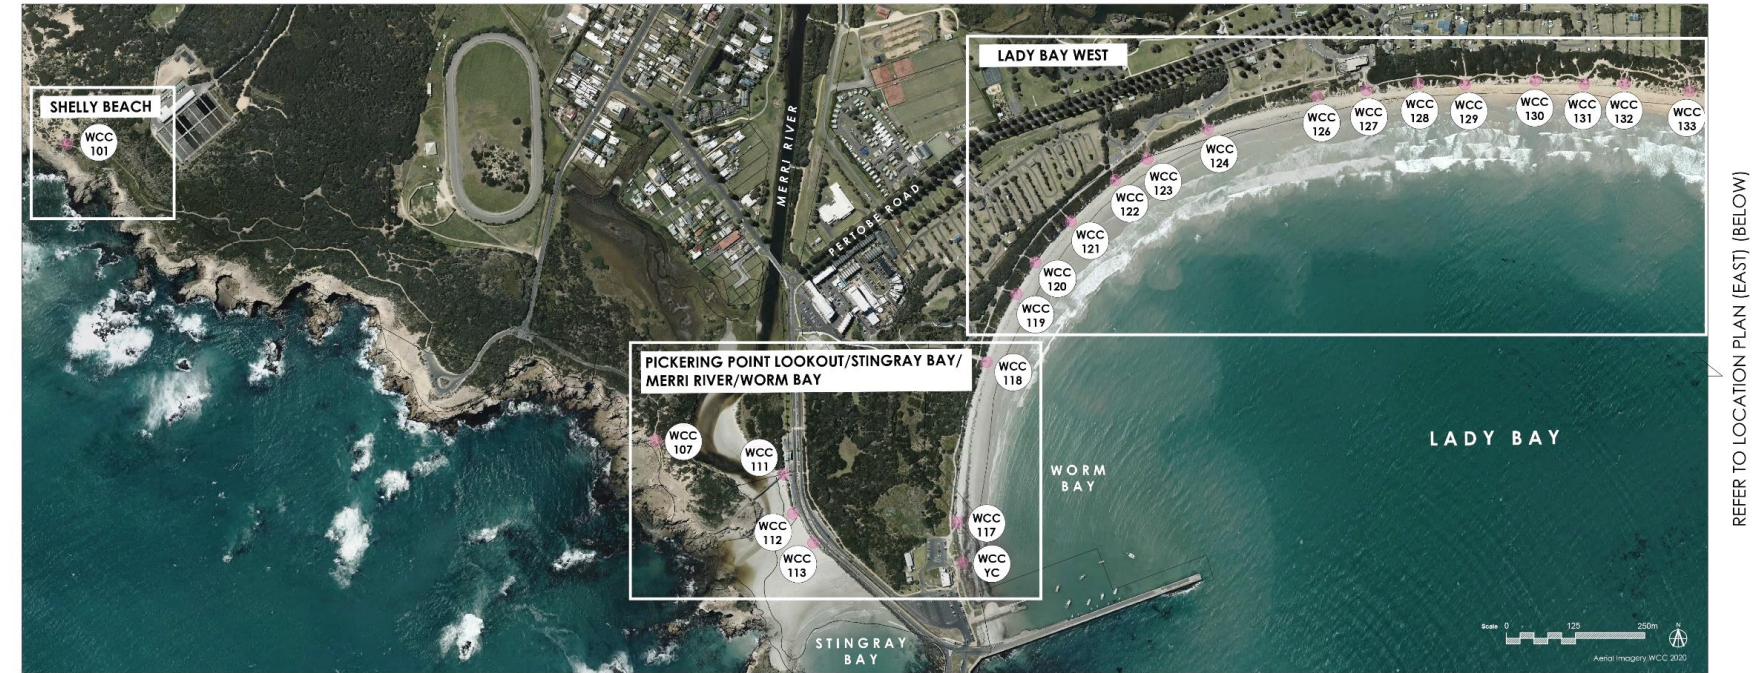 SHELLY BEACH
WCC
101
MERRI RIVER
PERTOBE ROAD
LADY BAY WEST
WCC
126
WCC
127
WCC
128
WCC
129
WCC
130
WCC
131
WCC
132
WCC
133
WCC
124
WCC
123
WCC
122
WCC
121
WCC
120
WCC
119
PICKERING POINT LOOKOUT/STINGRAY BAY/
MERRI RIVER/WORM BAY
WCC
118
WCC
107
WCC
111
WCC
112
WCC
113
WCC
117
WCC
YC
WORM
BAY
LADY BAY
STINGRAY
BAY
REFER TO LOCATION PLAN (EAST) (BELOW)
Scale 0 125 250m
N
Aerial Imagery WCC 2020